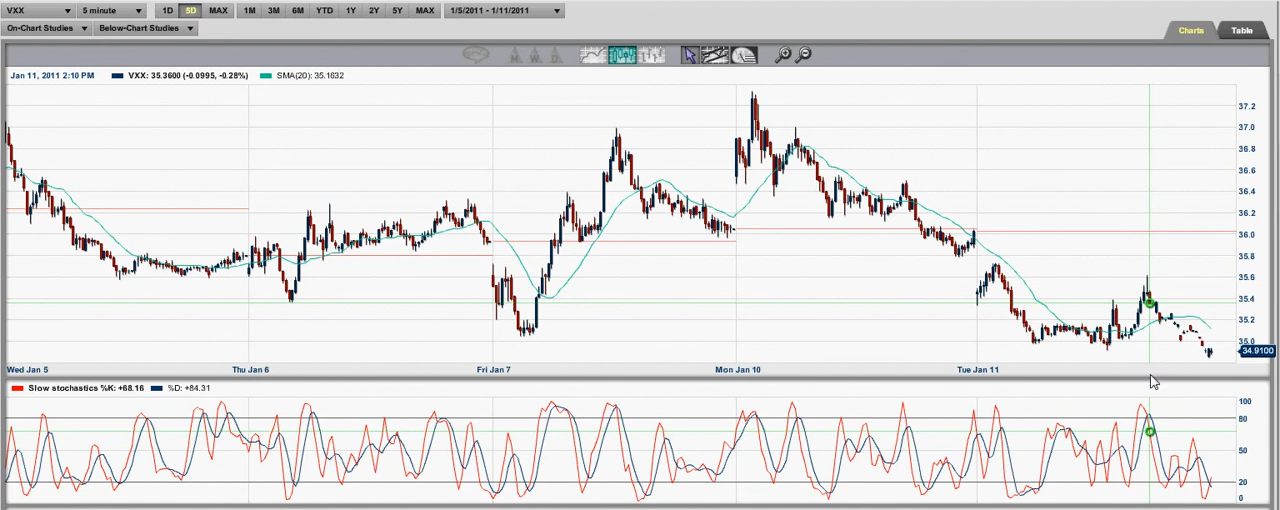 VXX 5 minute 1D 5D MAX 1M 3M 6M YTD 1Y 2Y 5Y MAX 1/5/2011 - 1/11/2011
On-Chart Studies Below-Chart Studies
Charts Table
M. W. D.
Jan 11, 2011 2:10 PM VXX: 35.3600 (-0.0995, -0.28%) SMA(20): 35.1632
37.2
37.0
36.8
36.6
36.4
36.2
36.0
35.8
35.6
35.4
35.2
35.0
34.9100
Wed Jan 5 Thu Jan 6 Fri Jan 7 Mon Jan 10 Tue Jan 11
Slow stochastics %K: +68.16 %D: +84.31
100
80
50
20
0